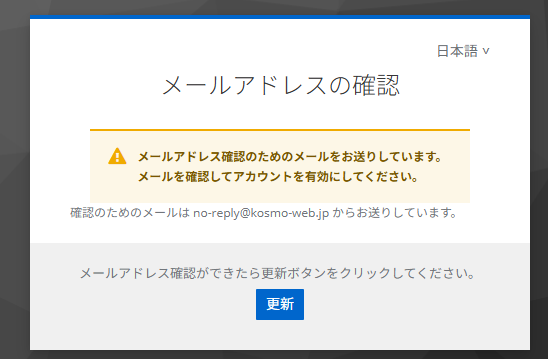 日本語 ∨
メールアドレスの確認
メールアドレス確認のためのメールをお送りしています。
メールを確認してアカウントを有効にしてください。
確認のためのメールは no-reply@kosmo-web.jp からお送りしています。
メールアドレス確認ができたら更新ボタンをクリックしてください。
更新